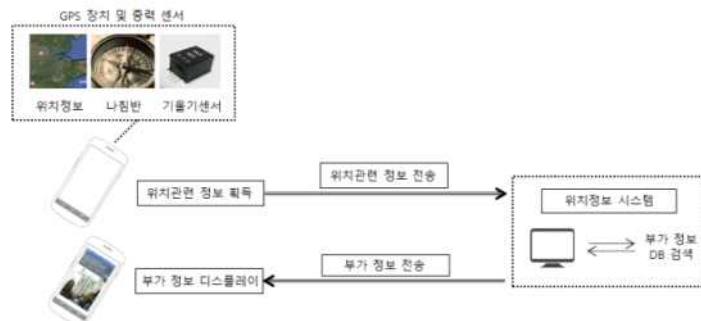 GPS 장치 및 중력 센서
위치정보
나침반
기울기센서
위치관련 정보 획득
위치관련 정보 전송
위치정보 시스템
부가 정보
DB 검색
부가 정보 전송
부가 정보 디스플레이